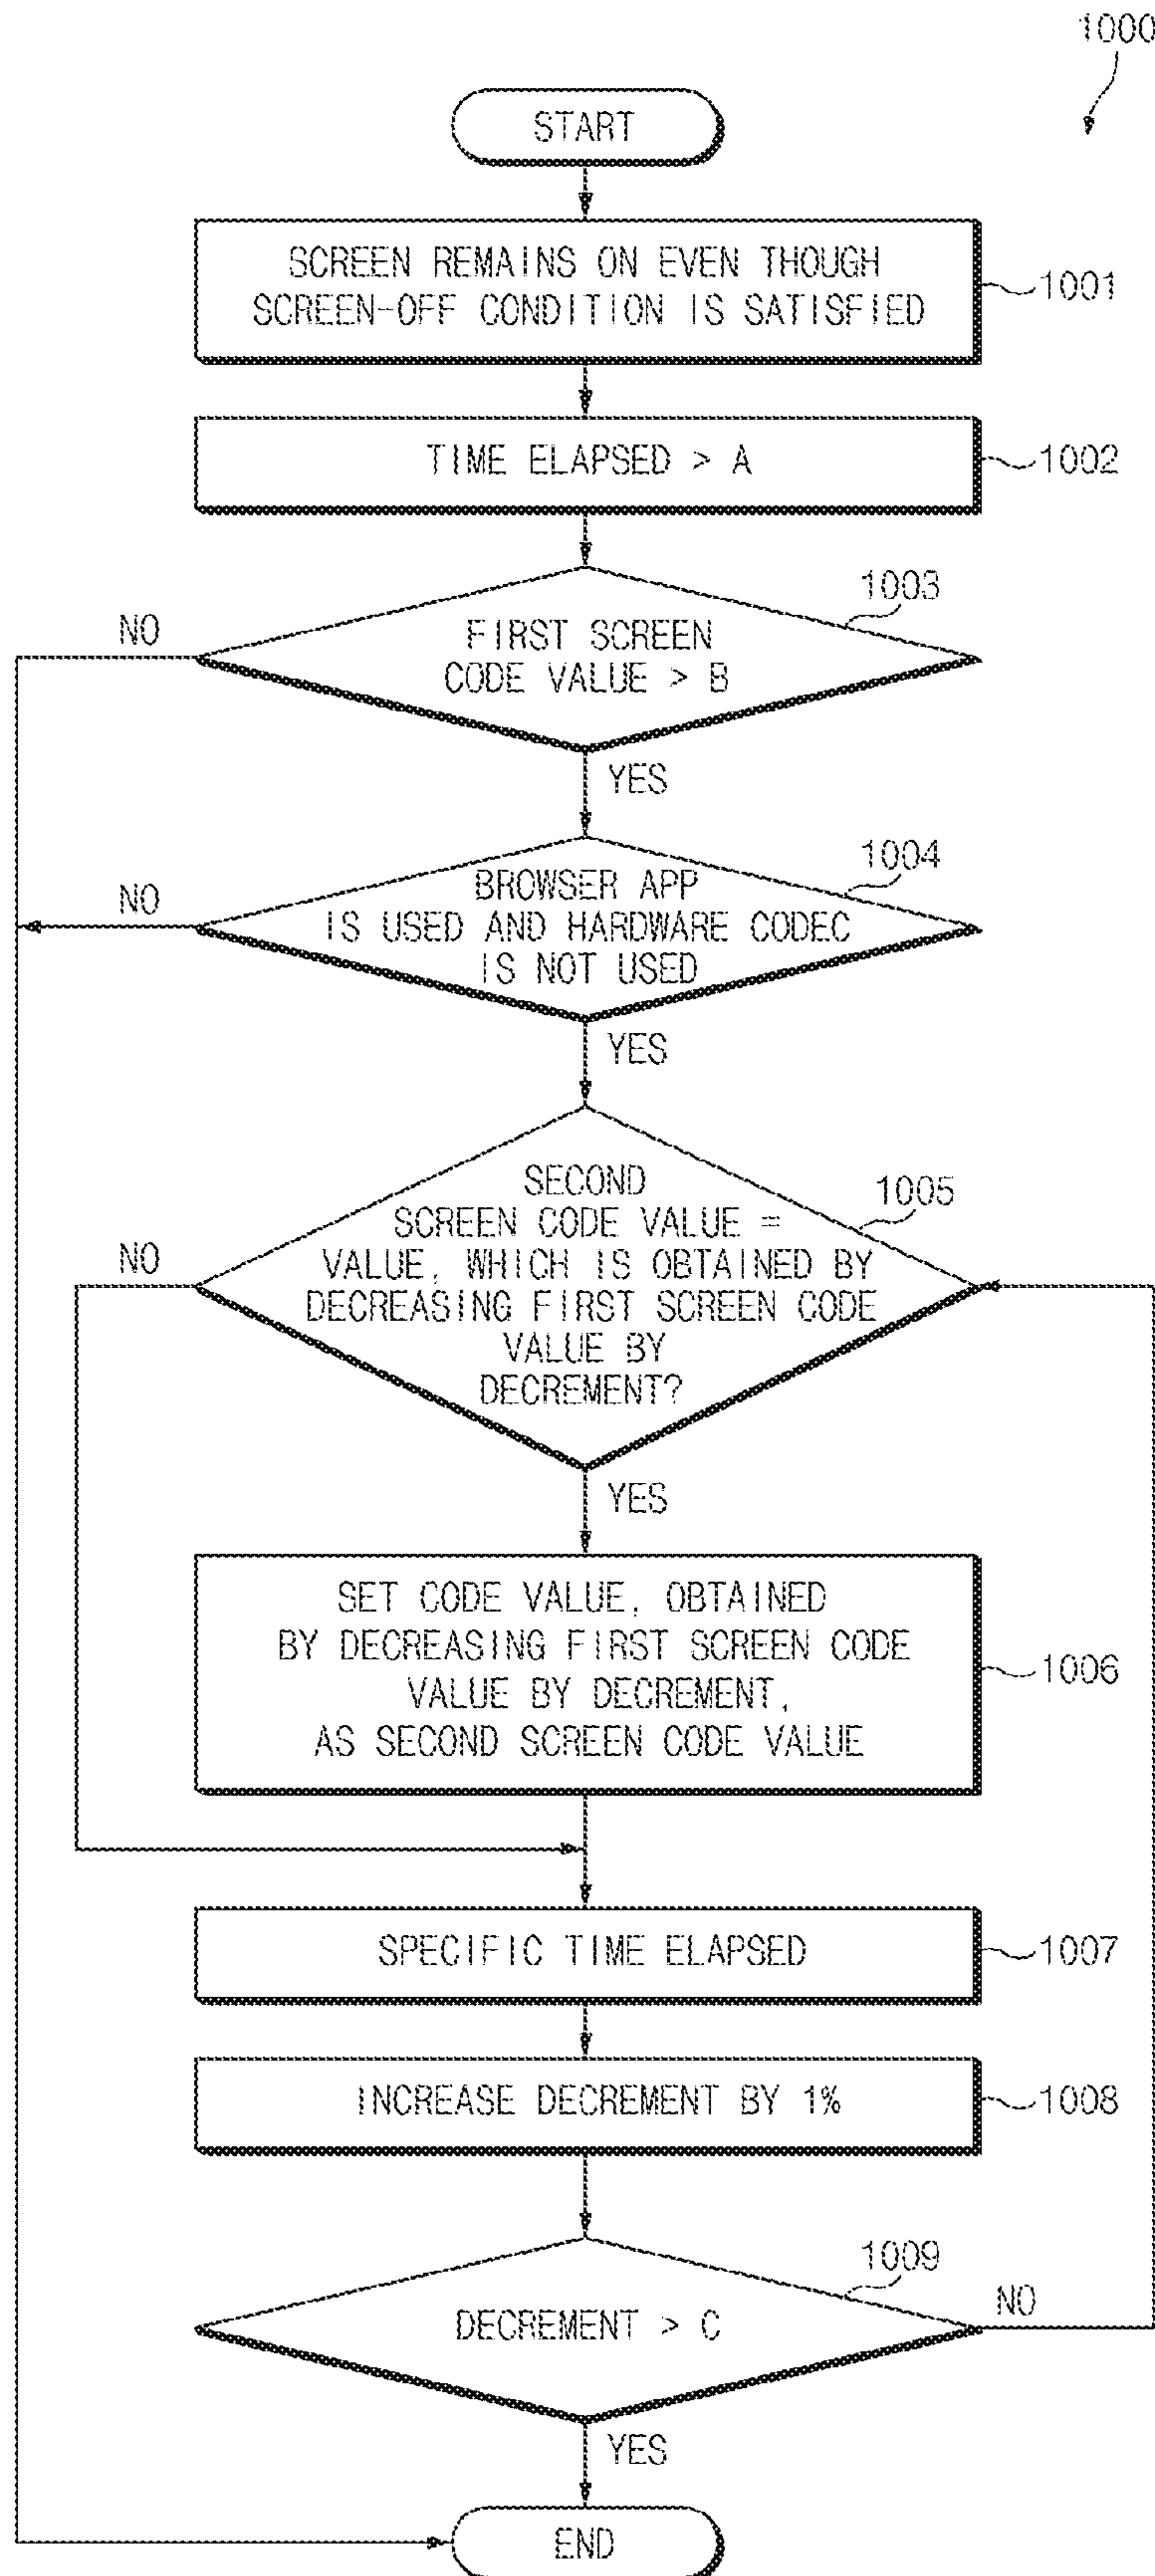 1000
START
SCREEN REMAINS ON EVEN THOUGH
SCREEN-OFF CONDITION IS SATISFIED
1001
TIME ELAPSED > A
1002
1003
NO
FIRST SCREEN
CODE VALUE > B
YES
1004
NO
BROWSER APP
IS USED AND HARDWARE CODEC
IS NOT USED
YES
1005
NO
SECOND
SCREEN CODE VALUE =
VALUE, WHICH IS OBTAINED BY
DECREASING FIRST SCREEN CODE
VALUE BY
DECREMENT?
YES
SET CODE VALUE, OBTAINED
BY DECREASING FIRST SCREEN CODE
VALUE BY DECREMENT,
AS SECOND SCREEN CODE VALUE
1006
SPECIFIC TIME ELAPSED
1007
INCREASE DECREMENT BY 1%
1008
1009
DECREMENT > C
NO
YES
END